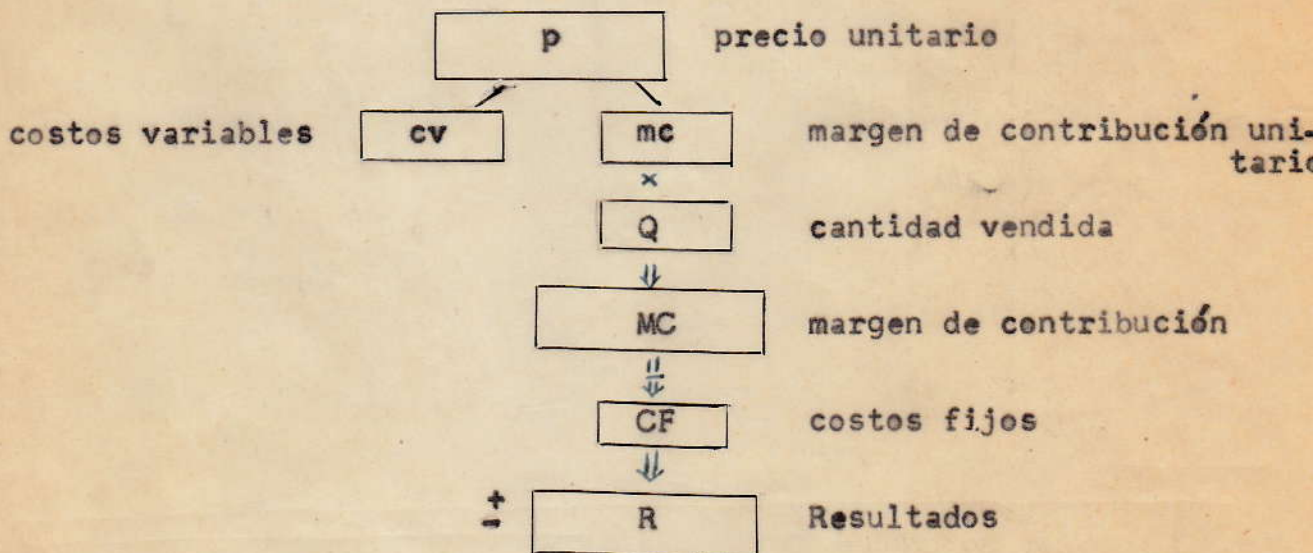 p precio unitario
costos variables cv mc margen de contribución uni-
tario
×
Q cantidad vendida
⇓
MC margen de contribución
⇓
CF costos fijos
⇓
± R Resultados